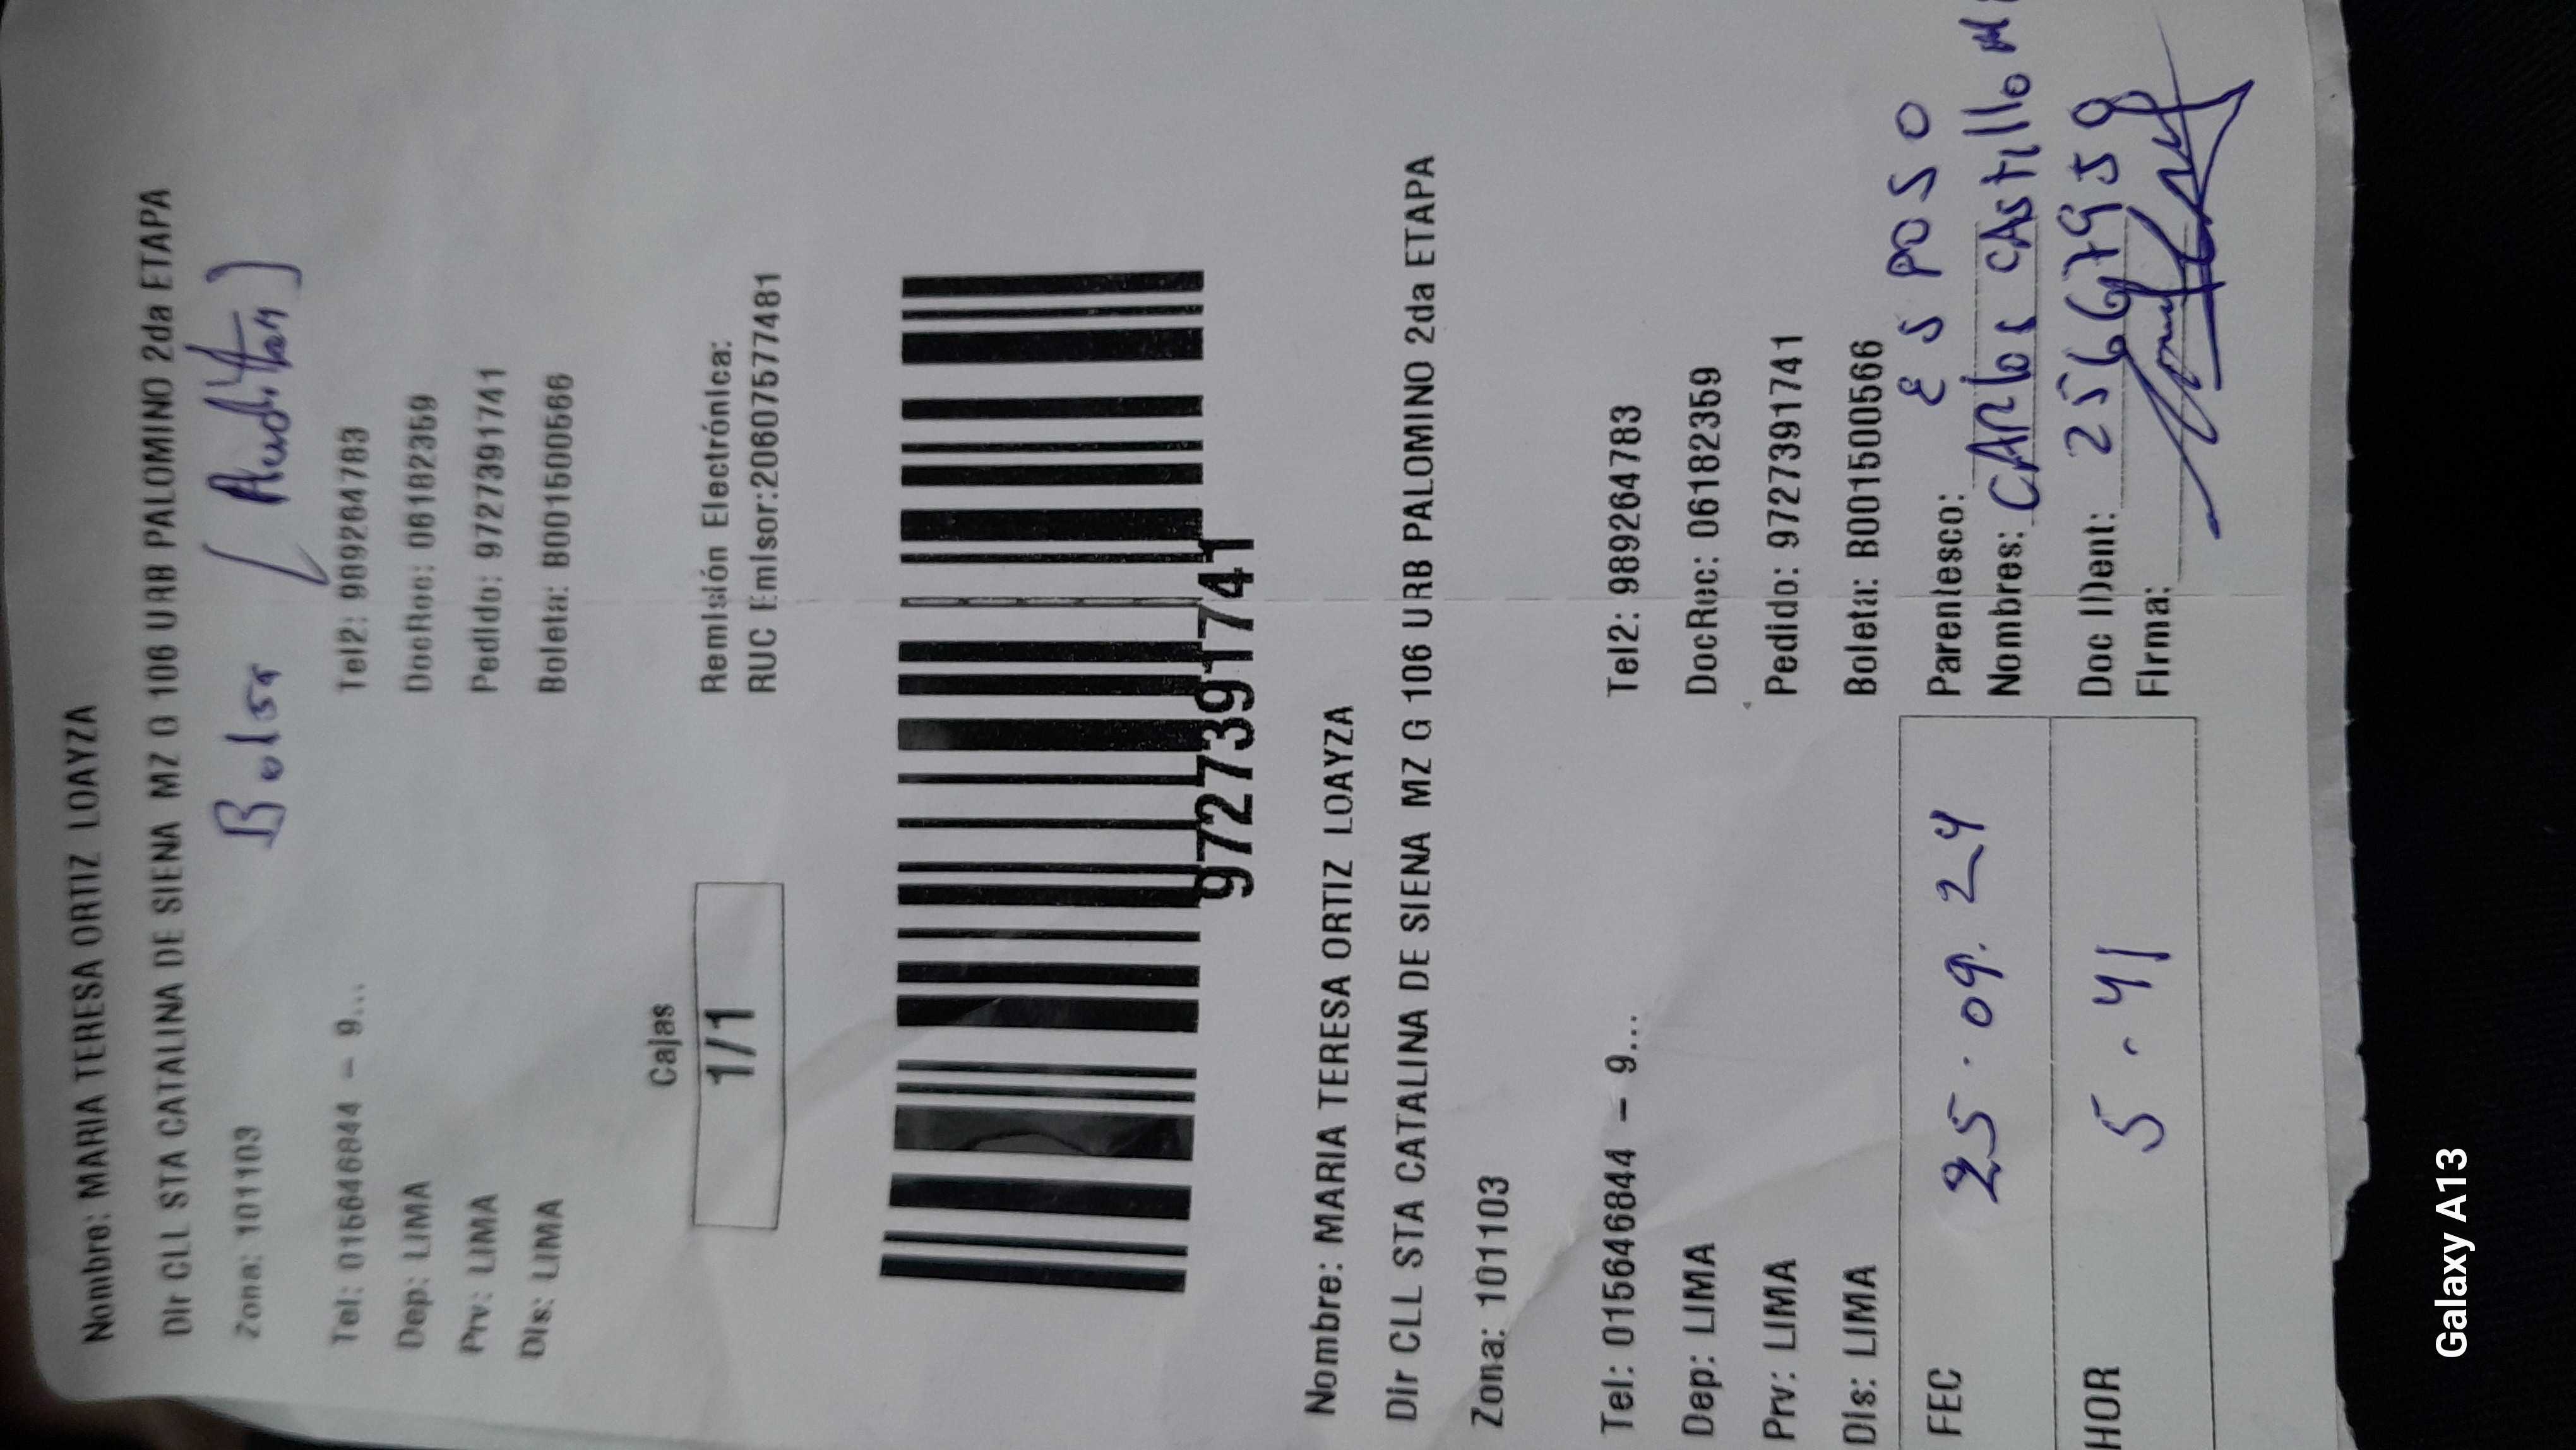 Nombre: MARIA TERESA ORTIZ LOAYZA
Dir CLL STA CATALINA DE SIENA MZ G 106 URB PALOMINO 2da ETAPA
Bolsa
Zona: 101103
Tel: 015646844 - 9... Tel2: 989264783
Dep: LIMA DocRec: 06182359
Prv: LIMA Pedido: 9727391741
Dis: LIMA Boleta: B001500566
Cajas
1/1
Remisión Electrónica:
RUC Emisor:20607577481
9727391741
Nombre: MARIA TERESA ORTIZ LOAYZA
Dir CLL STA CATALINA DE SIENA MZ G 106 URB PALOMINO 2da ETAPA
Zona: 101103
Tel: 015646844 - 9... Tel2: 989264783
Dep: LIMA DocRec: 06182359
Prv: LIMA Pedido: 9727391741
Dis: LIMA Boleta: B001500566
FEC 25.09.24
Parentesco: ESPOSO
Nombres: CARlos CAstillo
HOR 5.41
Doc IDent: 25667959
Firma:
Galaxy A13